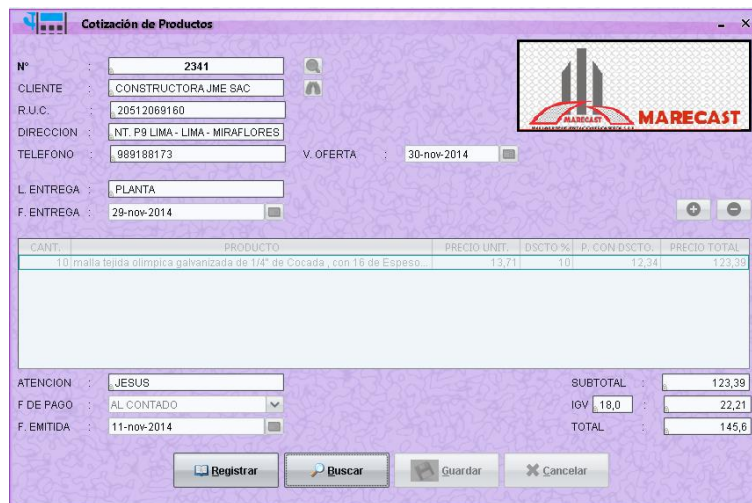 Cotización de Productos
N° : 2341
CLIENTE : CONSTRUCTORA JME SAC
R.U.C. : 20512069160
DIRECCION : NT. P9 LIMA - LIMA - MIRAFLORES
TELEFONO : 989188173 V. OFERTA : 30-nov-2014
MARECAST MARECAST
L. ENTREGA : PLANTA
F. ENTREGA : 29-nov-2014
CANT. PRODUCTO PRECIO UNIT. DSCTO % P. CON DSCTO. PRECIO TOTAL
10 malla tejida olimpica galvanizada de 1/4" de Cocada , con 16 de Espeso... 13,71 10 12,34 123,39
ATENCION : JESUS SUBTOTAL : 123,39
F DE PAGO : AL CONTADO IGV 18,0 : 22,21
F. EMITIDA : 11-nov-2014 TOTAL : 145,6
Registrar Buscar Guardar Cancelar